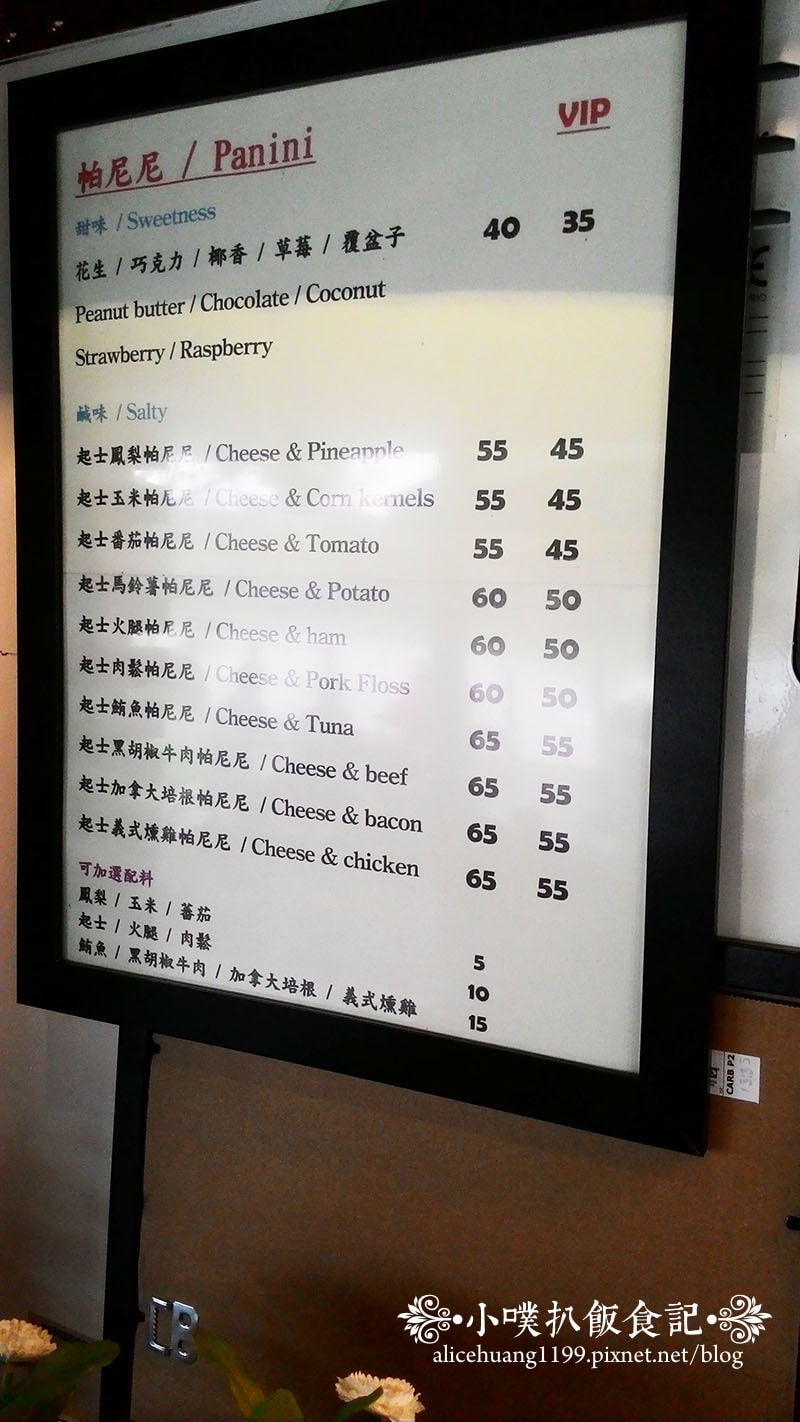 帕尼尼 / Panini VIP
甜味 / Sweetness
花生 / 巧克力 / 椰香 / 草莓 / 覆盆子 40 35
Peanut butter / Chocolate / Coconut
Strawberry / Raspberry
鹹味 / Salty
起士鳳梨帕尼尼 / Cheese & Pineapple 55 45
起士玉米帕尼尼 / Cheese & Corn kernels 55 45
起士番茄帕尼尼 / Cheese & Tomato 55 45
起士馬鈴薯帕尼尼 / Cheese & Potato 60 50
起士火腿帕尼尼 / Cheese & ham 60 50
起士肉鬆帕尼尼 / Cheese & Pork Floss 60 50
起士鮪魚帕尼尼 / Cheese & Tuna 65 55
起士黑胡椒牛肉帕尼尼 / Cheese & beef 65 55
起士加拿大培根帕尼尼 / Cheese & bacon 65 55
起士義式燻雞帕尼尼 / Cheese & chicken 65 55
可加選配料
鳳梨 / 玉米 / 蕃茄 5
起士 / 火腿 / 肉鬆 10
鮪魚 / 黑胡椒牛肉 / 加拿大培根 / 義式燻雞 15
CARB P2
小噗扒飯食記
alicehuang1199.pixnet.net/blog